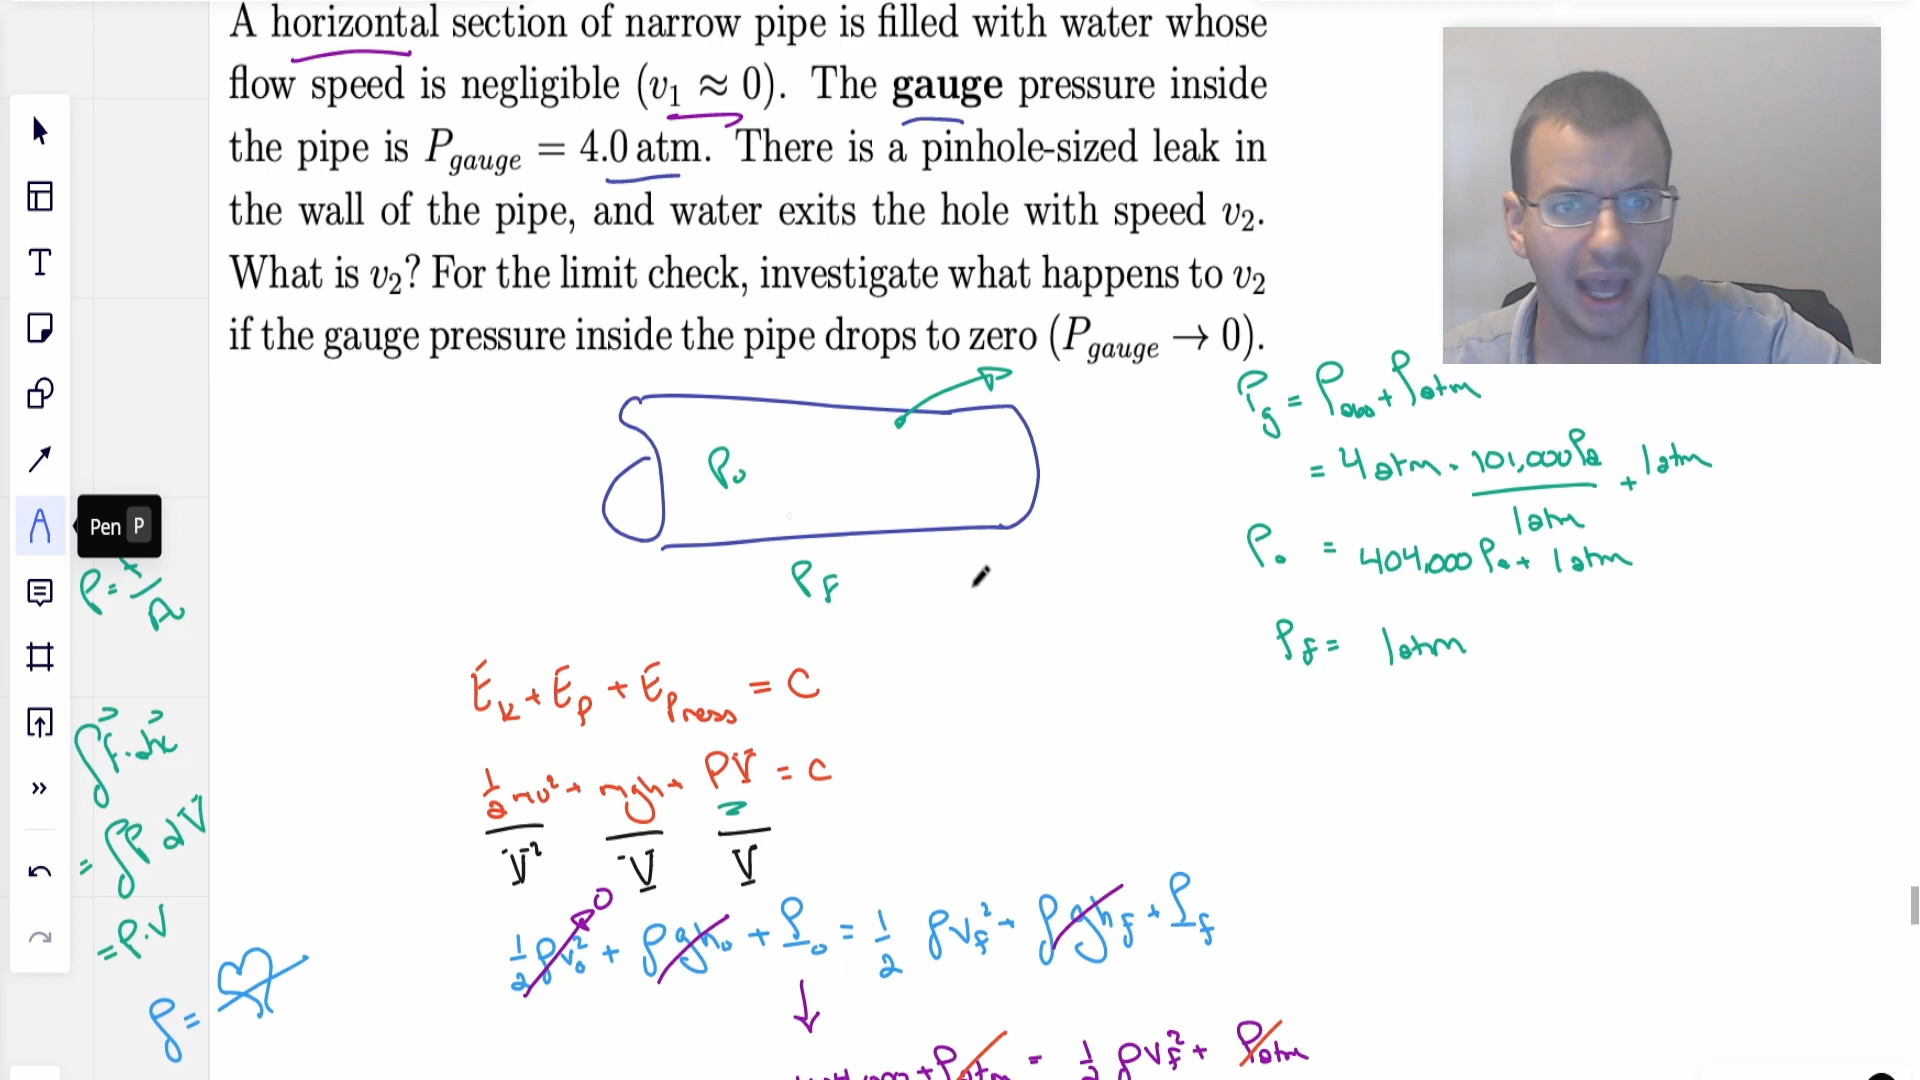 A horizontal section of narrow pipe is filled with water whose
flow speed is negligible (v₁ ≈ 0). The gauge pressure inside
the pipe is P_gauge = 4.0 atm. There is a pinhole-sized leak in
the wall of the pipe, and water exits the hole with speed v₂.
What is v₂? For the limit check, investigate what happens to v₂
if the gauge pressure inside the pipe drops to zero (P_gauge → 0).
P_g = P_abs + P_atm
= 4 atm · 101,000 Pa / 1 atm + 1 atm
P₀ = 404,000 Pa + 1 atm
P_f = 1 atm
P₀
P_f
T
Pen P
P = F/A
∫F·dx
= ∫P dV
= P·V
ρ =
E_k + E_p + E_press = C
½mv² + mgh + PV = C
V V V
½ρv₀² 0 + ρgh₀ + P₀ = ½ρv_f² + ρgh_f + P_f
+ P_atm = ½ρv_f² + P_atm